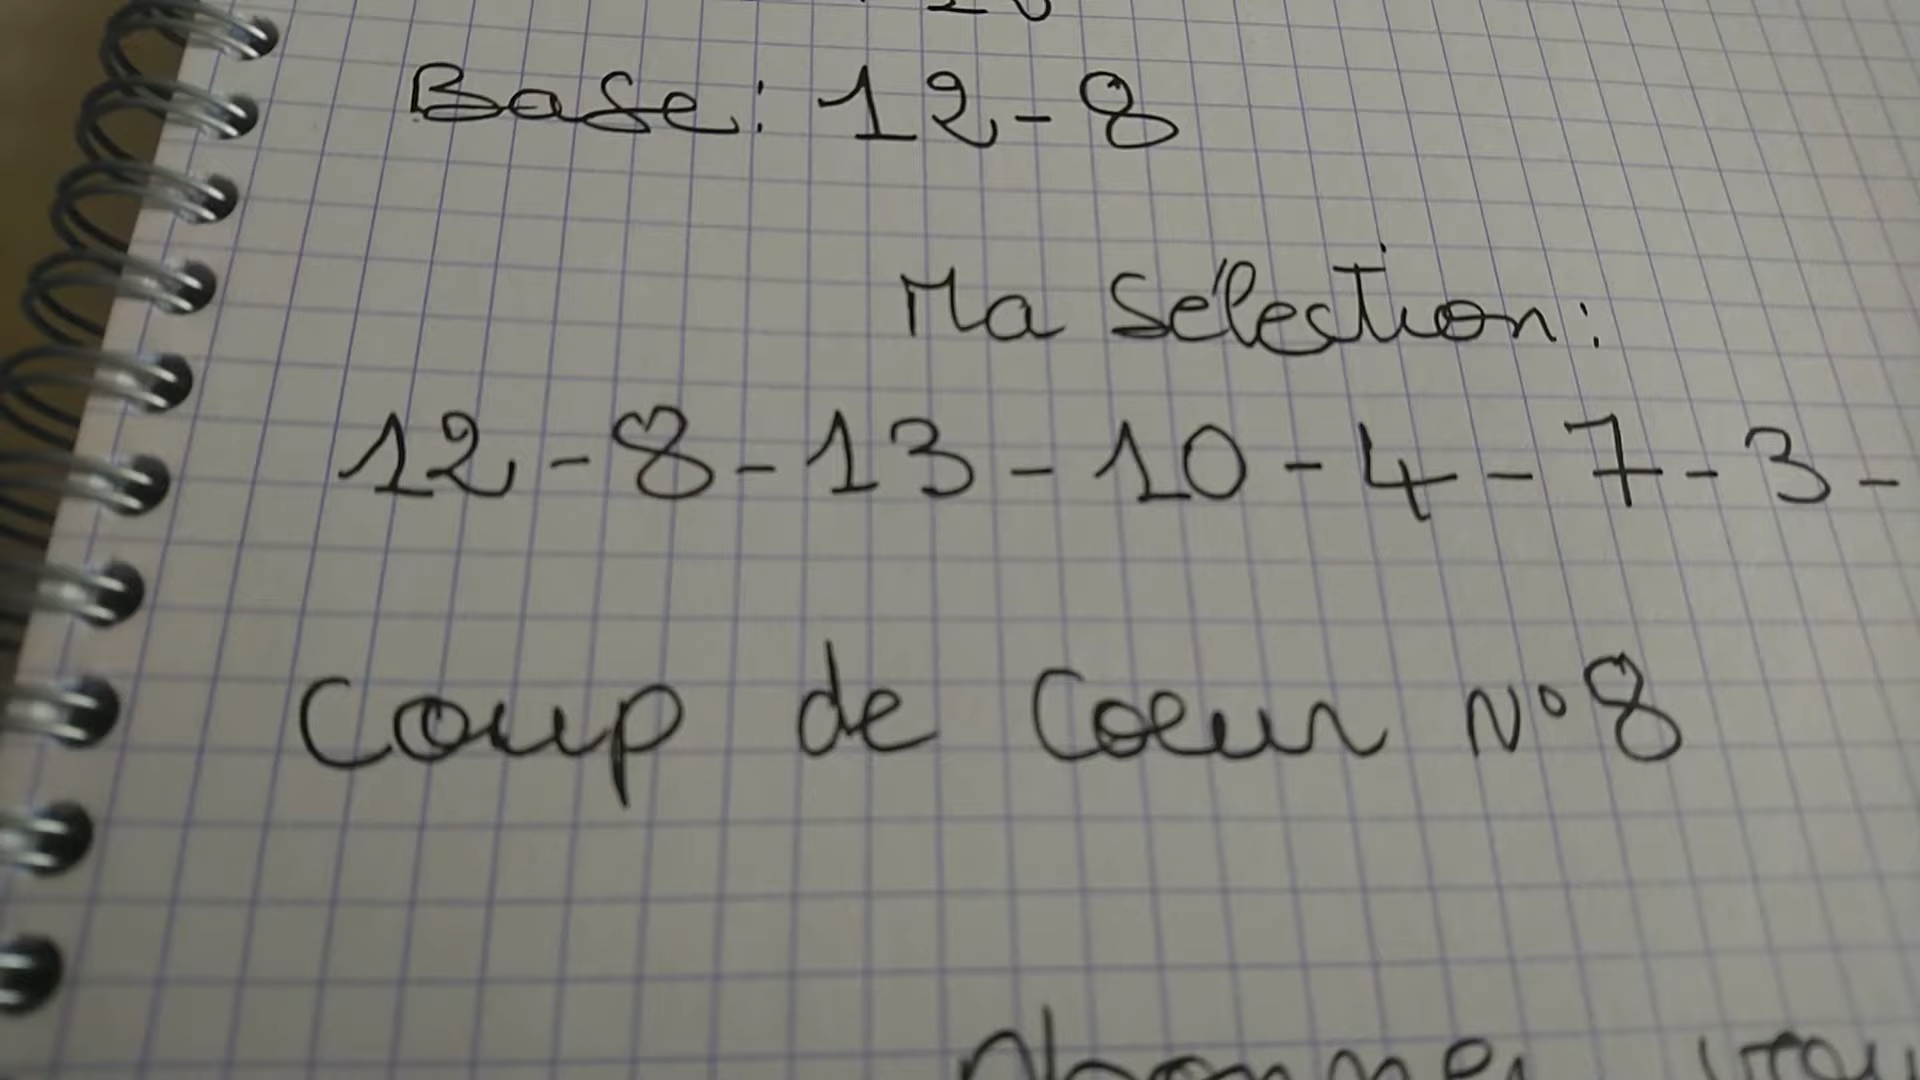 Base: 12-8
Ma Sélection:
12-8-13-10-4-7-3-
Coup de Coeur N°8